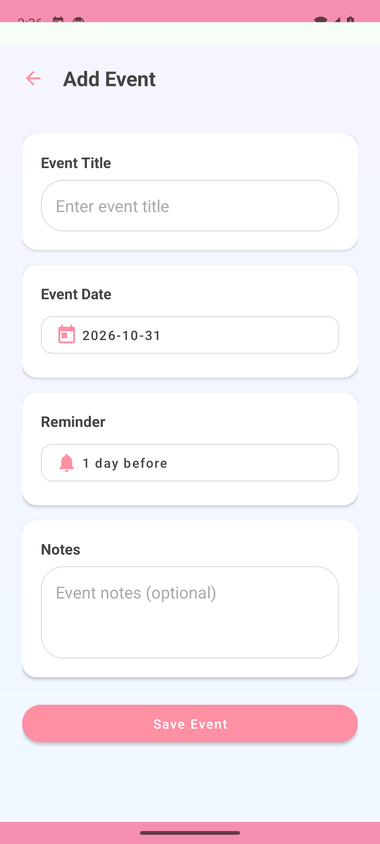 Add Event
Event Title
Enter event title
Event Date
2026-10-31
Reminder
1 day before
Notes
Event notes (optional)
Save Event